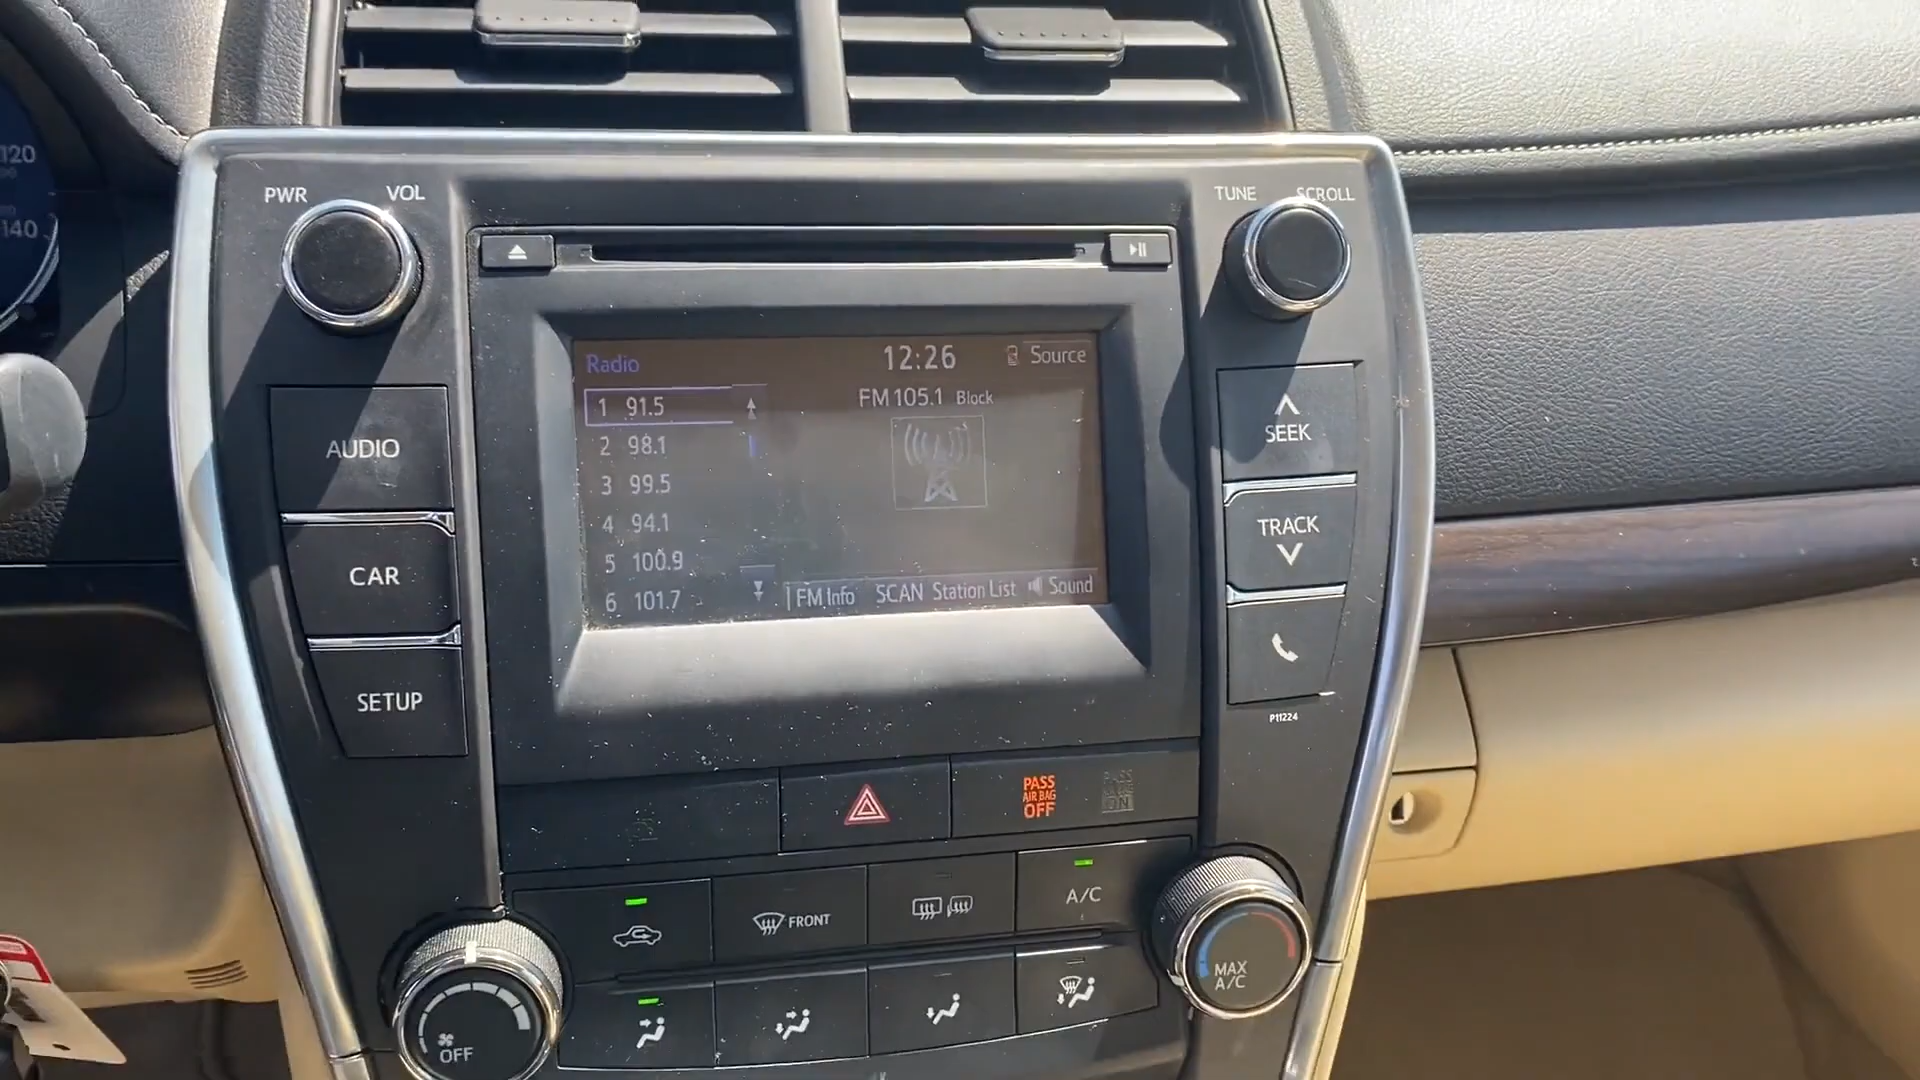 120
140
PWR VOL
TUNE SCROLL
Radio 12:26 Source
FM 105.1 Block
1 91.5
2 98.1
3 99.5
4 94.1
5 100.9
6 101.7
FM Info SCAN Station List Sound
AUDIO
CAR
SETUP
SEEK
TRACK
P11224
PASS
AIR BAG
OFF
PASS
ON
FRONT
A/C
OFF
MAX
A/C